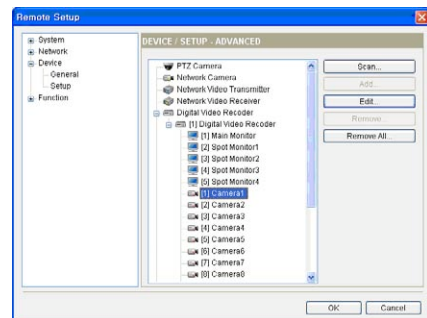 Remote Setup
System
Network
Device
General
Setup
Function
DEVICE / SETUP - ADVANCED
PTZ Camera
Network Camera
Network Video Transmitter
Network Video Receiver
Digital Video Recoder
[1] Digital Video Recoder
[1] Main Monitor
[2] Spot Monitor1
[3] Spot Monitor2
[4] Spot Monitor3
[5] Spot Monitor4
[1] Camera1
[2] Camera2
[3] Camera3
[4] Camera4
[5] Camera5
[6] Camera6
[7] Camera7
[8] Camera8
Scan...
Add...
Edit...
Remove
Remove All...
OK
Cancel